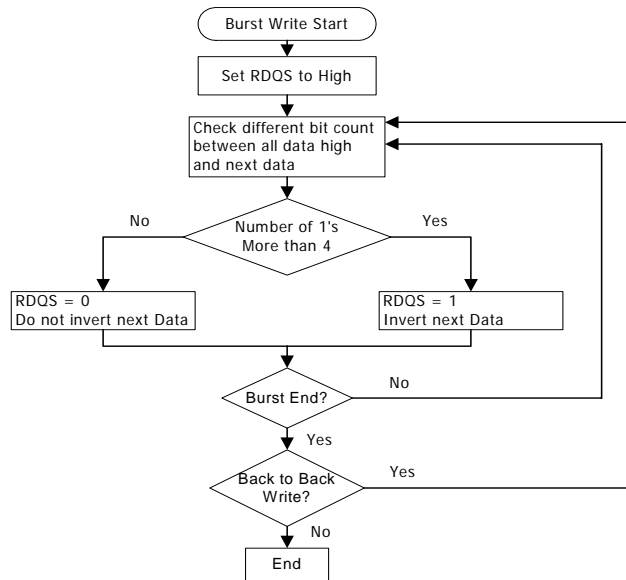 Burst Write Start
Set RDQS to High
Check different bit count
between all data high
and next data
No
Number of 1's
More than 4
Yes
RDQS = 0
Do not invert next Data
RDQS = 1
Invert next Data
Burst End?
No
Yes
Back to Back
Write?
Yes
No
End